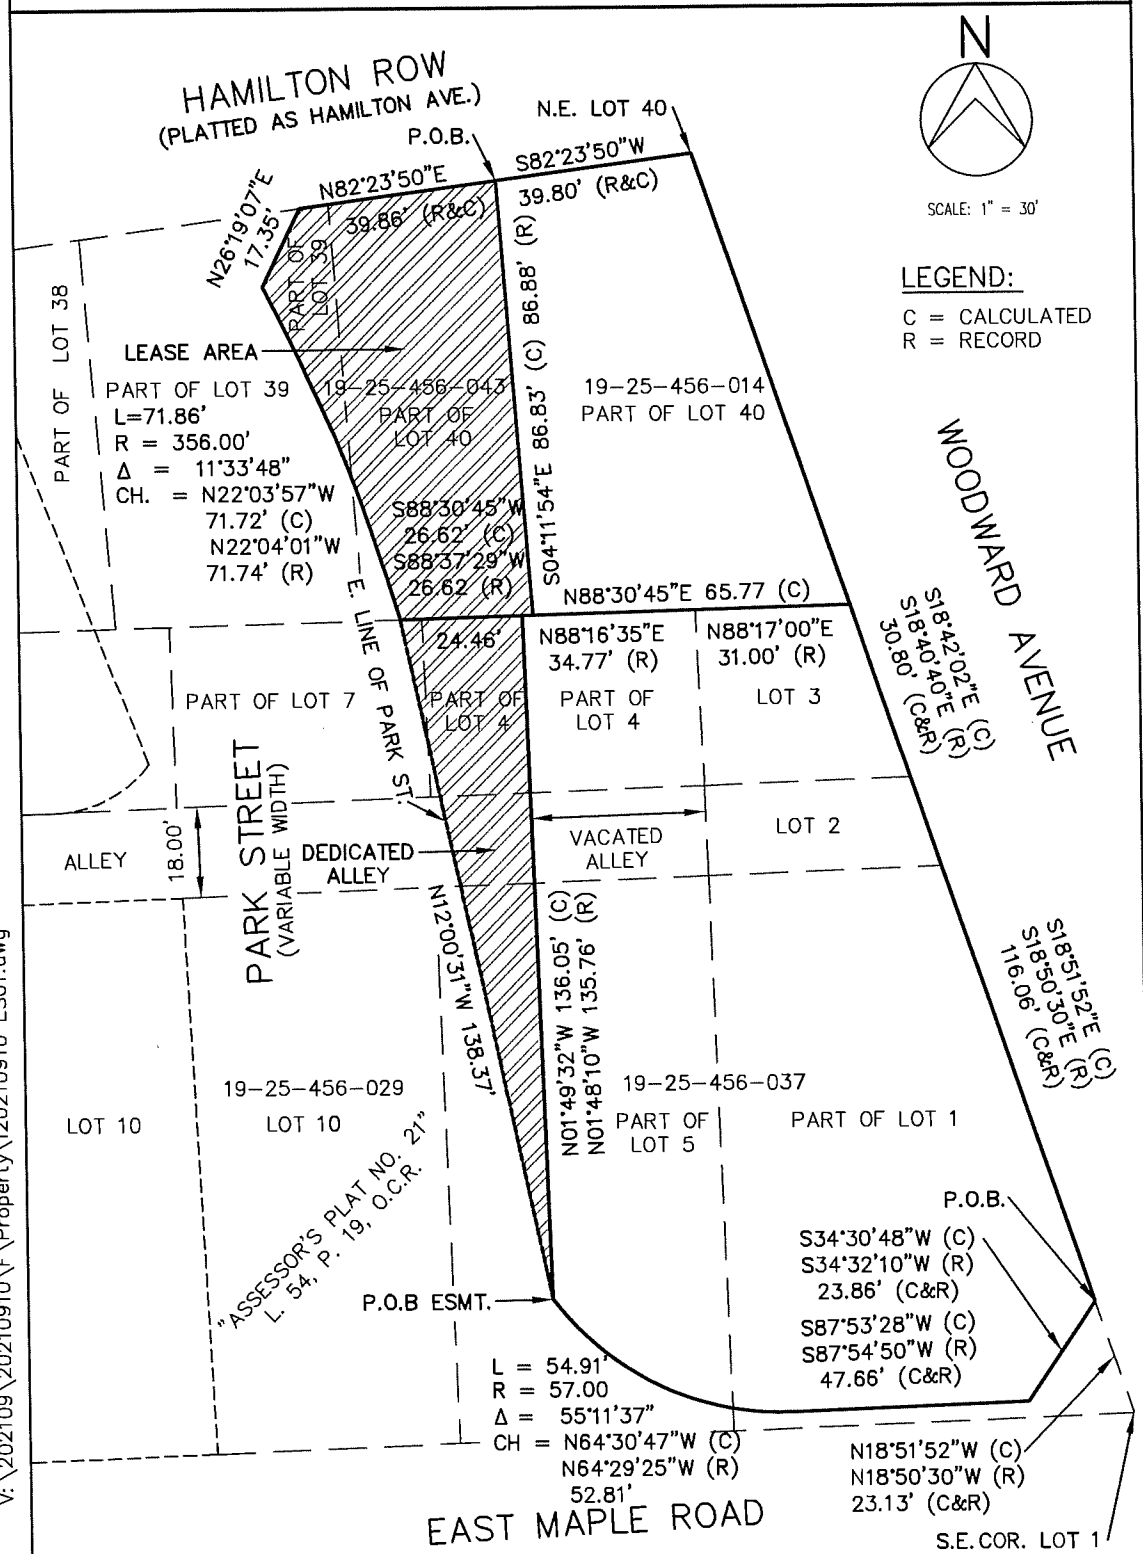 N
HAMILTON ROW
(PLATTED AS HAMILTON AVE.)
P.O.B.
N.E. LOT 40
N82°23'50"E
39.86' (R&C)
S82°23'50"W
39.80' (R&C)
SCALE: 1" = 30'
LEGEND:
C = CALCULATED
R = RECORD
N26°19'07"E
17.35'
PART OF
LOT 39
PART OF LOT 38
LEASE AREA
PART OF LOT 39
L=71.86'
R = 356.00'
Δ = 11°33'48"
CH. = N22°03'57"W
71.72' (C)
N22°04'01"W
71.74' (R)
19-25-456-043
PART OF
LOT 40
S04°11'54"E 86.83' (C) 86.88' (R)
19-25-456-014
PART OF LOT 40
S88°30'45"W
26.62' (C)
S88°37'29"W
26.62 (R)
N88°30'45"E 65.77 (C)
WOODWARD AVENUE
S18°42'02"E (C)
S18°40'40"E (R)
30.80' (C&R)
E. LINE OF PARK ST.
24.46'
N88°16'35"E
34.77' (R)
N88°17'00"E
31.00' (R)
PART OF LOT 7
PART OF
LOT 4
PART OF
LOT 4
LOT 3
PARK STREET
(VARIABLE WIDTH)
ALLEY
18.00'
DEDICATED
ALLEY
VACATED
ALLEY
LOT 2
N12°00'31"W 138.37'
N01°49'32"W 136.05' (C)
N01°48'10"W 135.76' (R)
S18°51'52"E (C)
S18°50'30"E (R)
116.06' (C&R)
V:\202109\20210910\F\Property\120210910 ES01.dwg
LOT 10
19-25-456-029
LOT 10
19-25-456-037
PART OF
LOT 5
PART OF LOT 1
"ASSESSOR'S PLAT NO. 21"
L. 54, P. 19, O.C.R.
P.O.B.
S34°30'48"W (C)
S34°32'10"W (R)
23.86' (C&R)
S87°53'28"W (C)
S87°54'50"W (R)
47.66' (C&R)
P.O.B ESMT.
L = 54.91'
R = 57.00
Δ = 55°11'37"
CH = N64°30'47"W (C)
N64°29'25"W (R)
52.81'
N18°51'52"W (C)
N18°50'30"W (R)
23.13' (C&R)
EAST MAPLE ROAD
S.E.COR. LOT 1